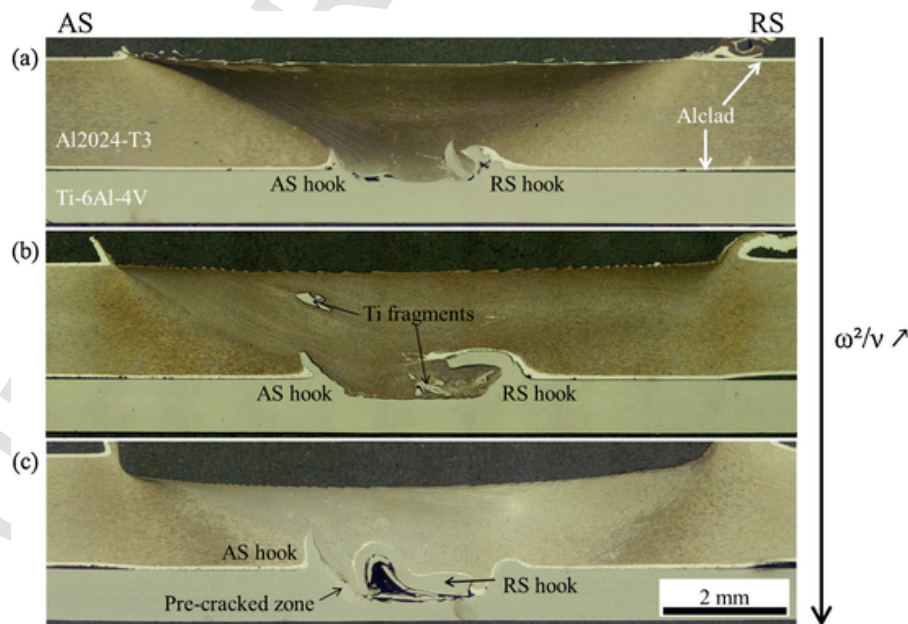 AS RS
(a)
Alclad
Al2024-T3
AS hook RS hook
Ti-6Al-4V
(b)
Ti fragments
ω²/ν ↗
AS hook RS hook
(c)
AS hook
RS hook
Pre-cracked zone
2 mm